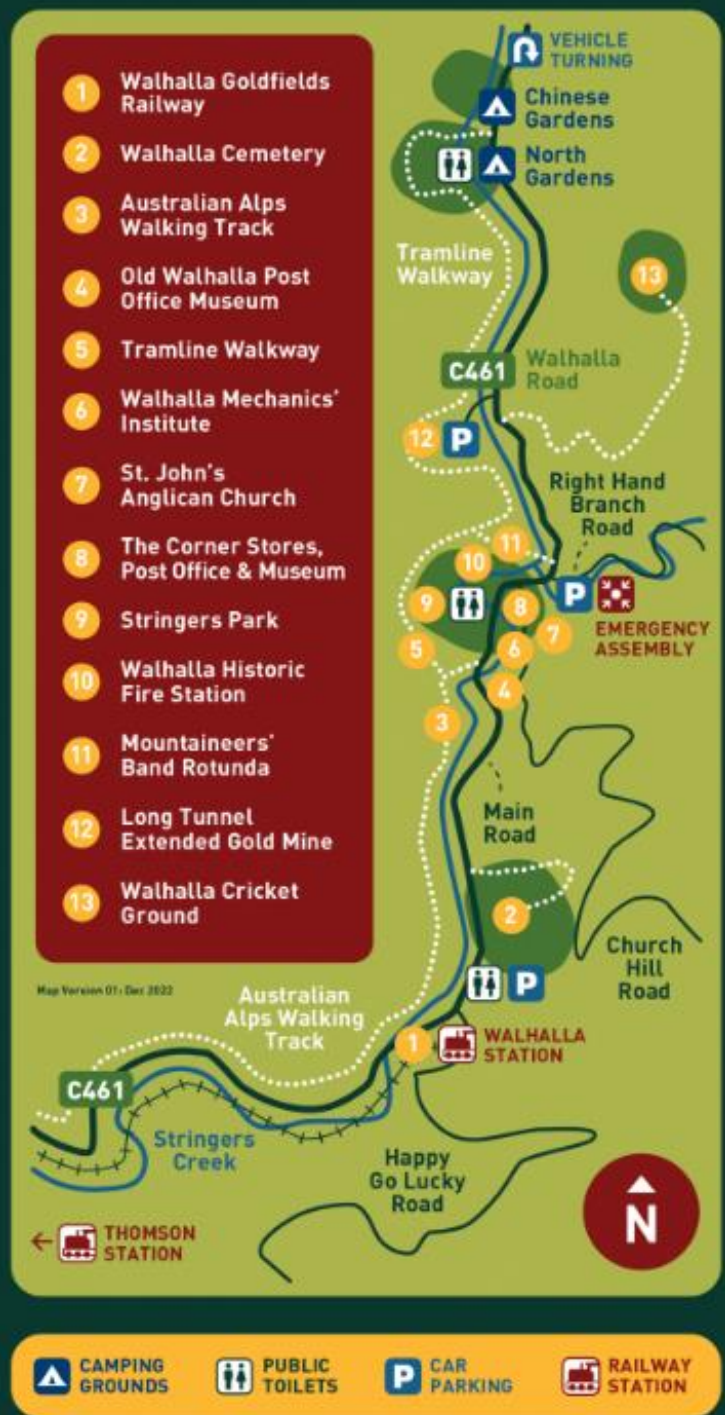 1 Walhalla Goldfields
Railway
2 Walhalla Cemetery
3 Australian Alps
Walking Track
4 Old Walhalla Post
Office Museum
5 Tramline Walkway
6 Walhalla Mechanics'
Institute
7 St. John's
Anglican Church
8 The Corner Stores,
Post Office & Museum
9 Stringers Park
10 Walhalla Historic
Fire Station
11 Mountaineers'
Band Rotunda
12 Long Tunnel
Extended Gold Mine
13 Walhalla Cricket
Ground
Map Version 01: Dec 2022
VEHICLE
TURNING
Chinese
Gardens
North
Gardens
Tramline
Walkway
13
C461
Walhalla
Road
12 P
Right Hand
Branch
Road
11
10
9
8
P
EMERGENCY
ASSEMBLY
7
6
5
4
3
Main
Road
2
Church
Hill
Road
P
Australian
Alps Walking
Track
1
WALHALLA
STATION
C461
Stringers
Creek
Happy
Go Lucky
Road
N
THOMSON
STATION
CAMPING
GROUNDS
PUBLIC
TOILETS
P CAR
PARKING
RAILWAY
STATION